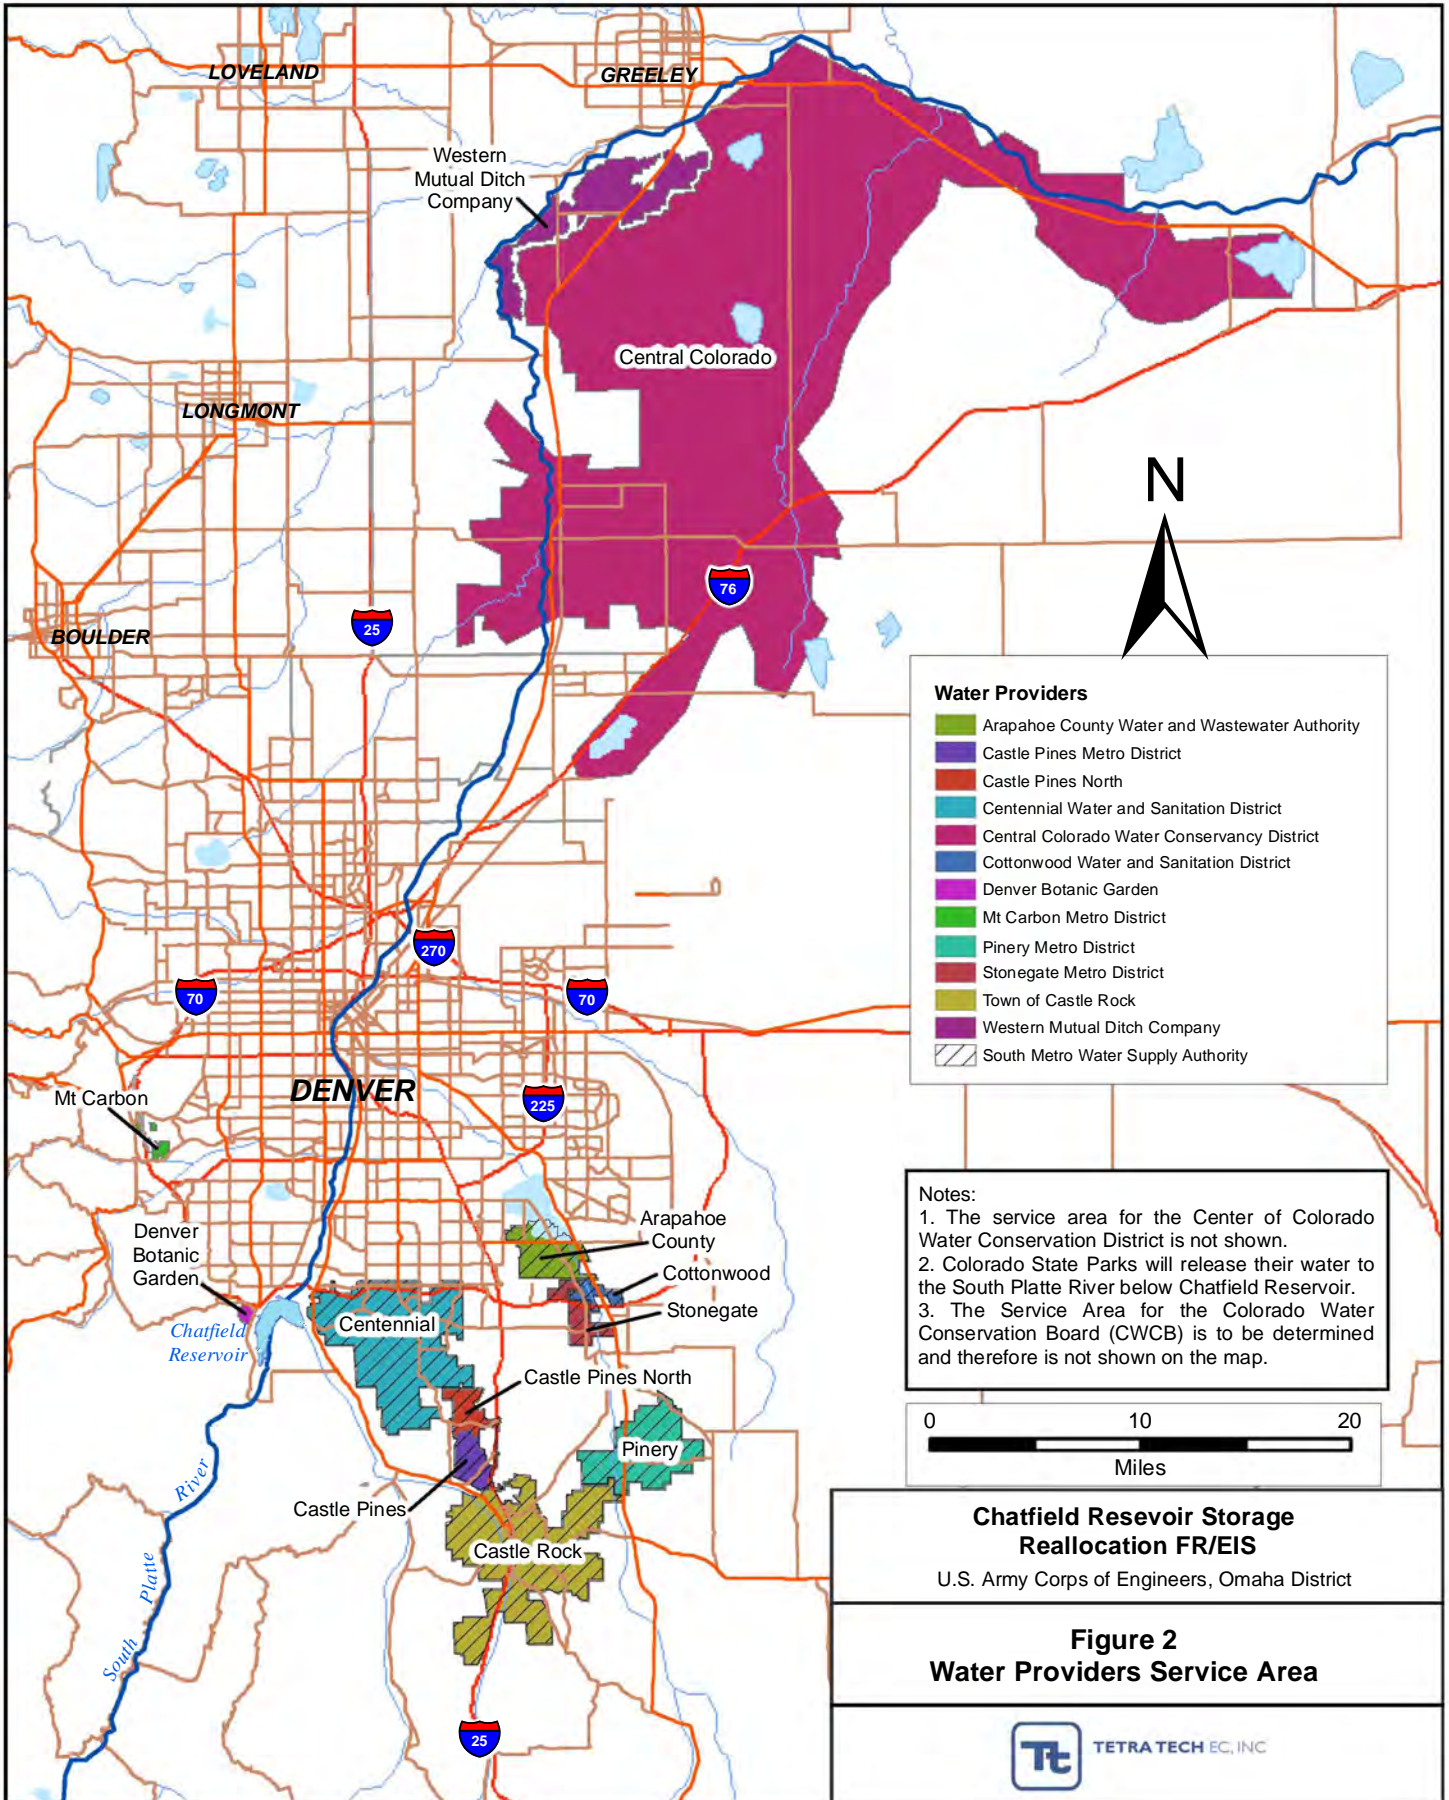 LOVELAND
GREELEY
Western
Mutual Ditch
Company
Central Colorado
LONGMONT
N
76
25
BOULDER
Water Providers
Arapahoe County Water and Wastewater Authority
Castle Pines Metro District
Castle Pines North
Centennial Water and Sanitation District
Central Colorado Water Conservancy District
Cottonwood Water and Sanitation District
Denver Botanic Garden
Mt Carbon Metro District
Pinery Metro District
Stonegate Metro District
Town of Castle Rock
Western Mutual Ditch Company
South Metro Water Supply Authority
270
70
70
DENVER
Mt Carbon
225
Denver
Botanic
Garden
Arapahoe
County
Cottonwood
Stonegate
Centennial
Chatfield
Reservoir
Castle Pines North
Pinery
Castle Pines
Castle Rock
South Platte River
25
Notes:
1. The service area for the Center of Colorado
Water Conservation District is not shown.
2. Colorado State Parks will release their water to
the South Platte River below Chatfield Reservoir.
3. The Service Area for the Colorado Water
Conservation Board (CWCB) is to be determined
and therefore is not shown on the map.
0 10 20
Miles
Chatfield Resevoir Storage
Reallocation FR/EIS
U.S. Army Corps of Engineers, Omaha District
Figure 2
Water Providers Service Area
Tt TETRA TECH EC, INC